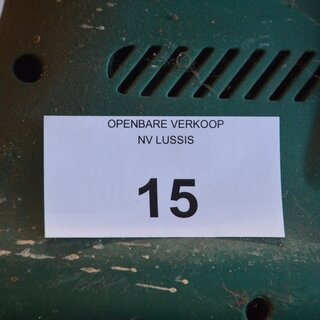 OPENBARE VERKOOP
NV LUSSIS
15